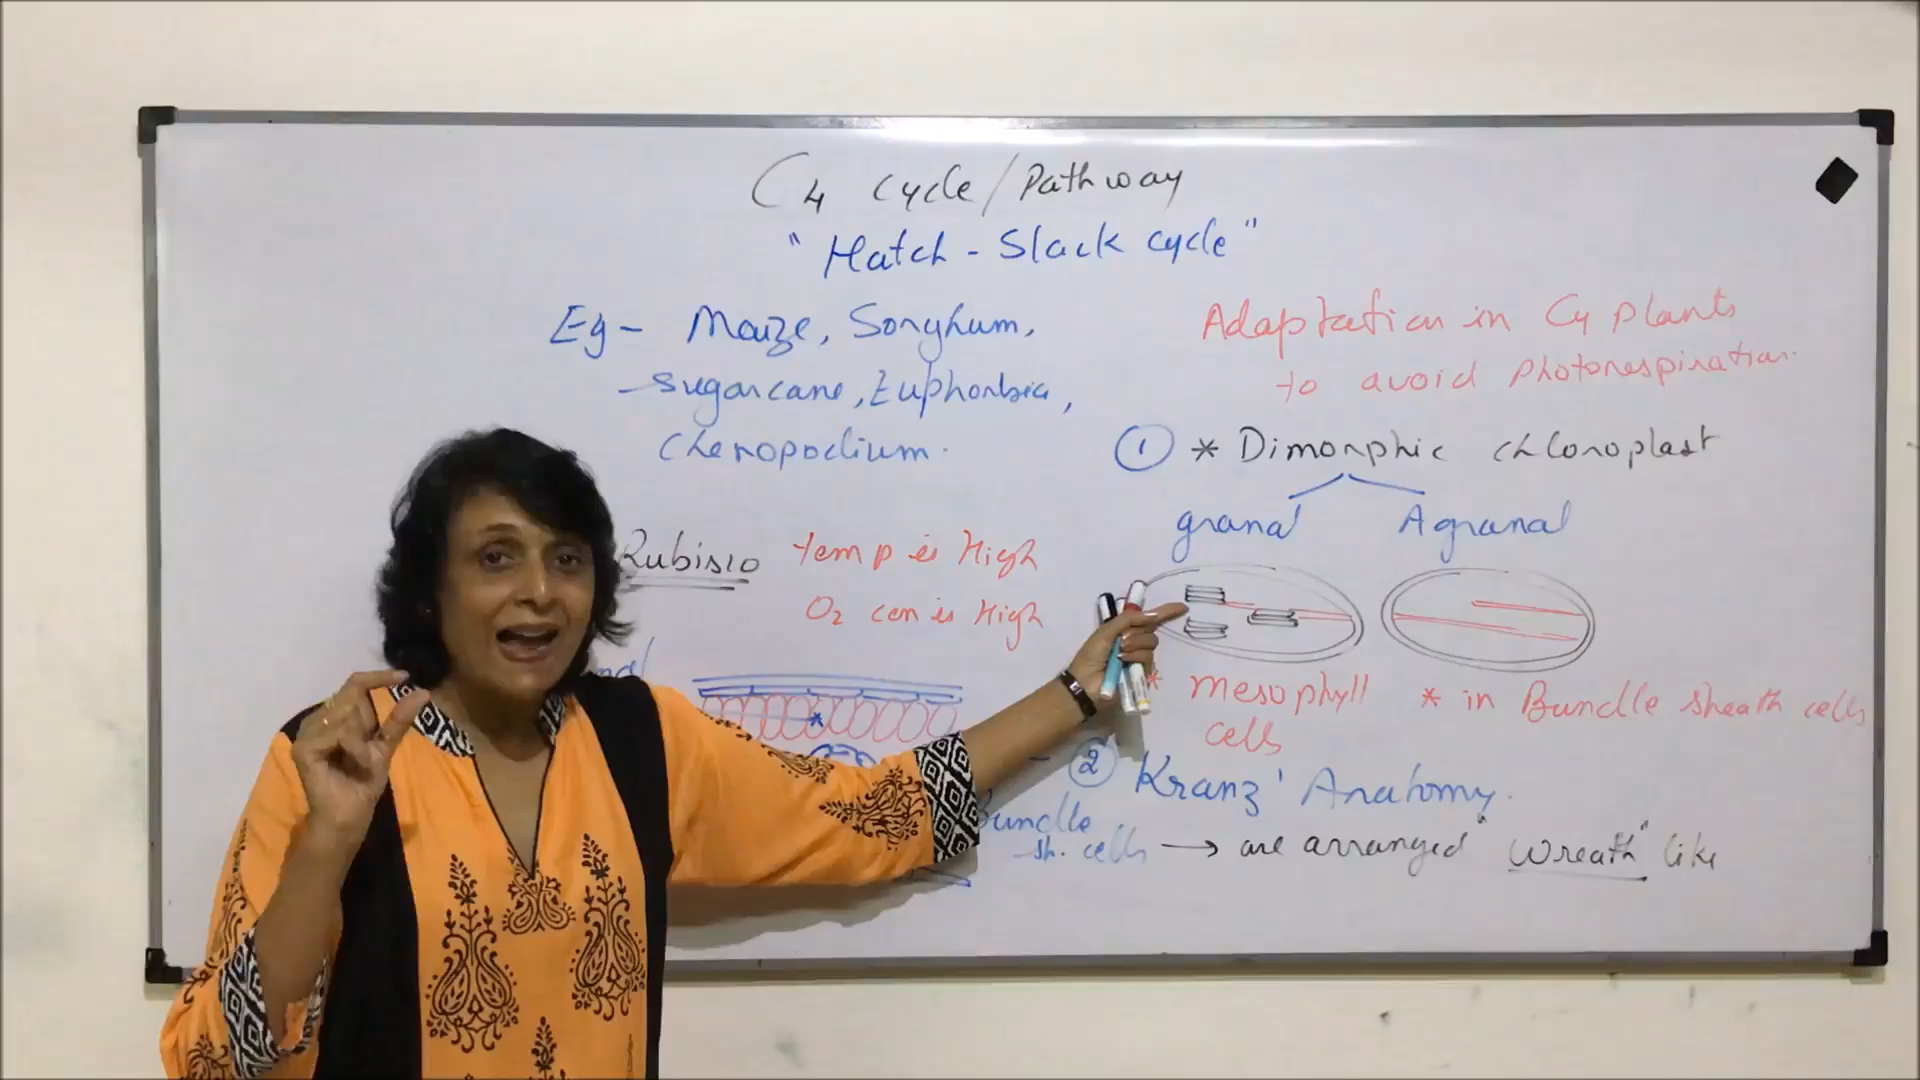 C4 cycle/Pathway
"Hatch - Slack cycle"
Eg - Maize, Sorghum,
Sugarcane, Euphorbia,
Chenopodium.
Rubisco
temp is High
O2 con is High
Adaptation in C4 plants
to avoid photorespiration.
1 * Dimorphic chloroplast
granal Agranal
* mesophyll
cells
* in Bundle sheath cells
2 Kranz' Anatomy.
Bundle
sh. cells → are arranged "wreath" like